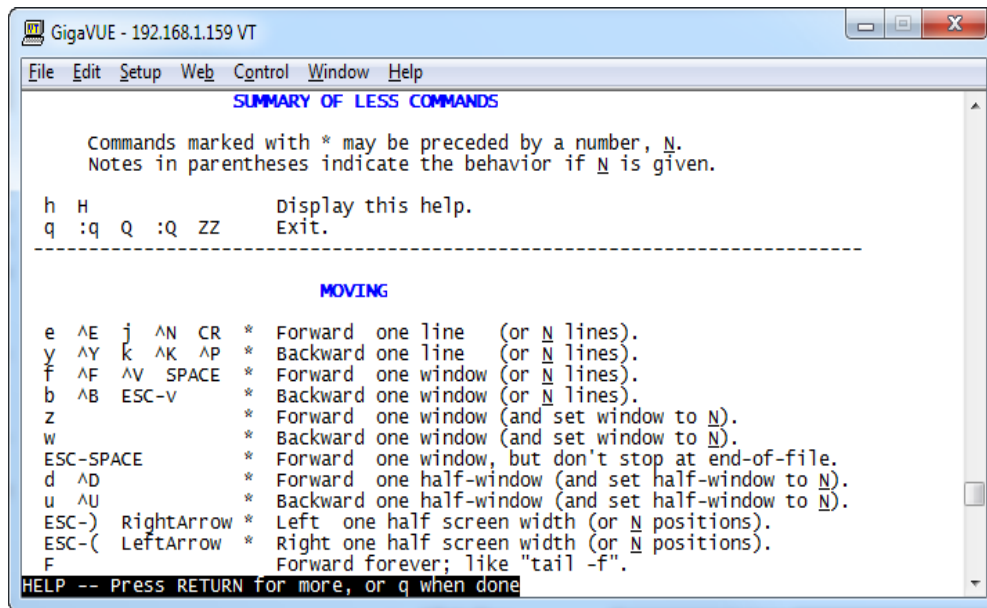 GigaVUE - 192.168.1.159 VT
File Edit Setup Web Control Window Help
SUMMARY OF LESS COMMANDS
Commands marked with * may be preceded by a number, N.
Notes in parentheses indicate the behavior if N is given.
h H Display this help.
q :q Q :Q ZZ Exit.
---------------------------------------------------------------------------
MOVING
e ^E j ^N CR * Forward one line (or N lines).
y ^Y k ^K ^P * Backward one line (or N lines).
f ^F ^V SPACE * Forward one window (or N lines).
b ^B ESC-v * Backward one window (or N lines).
z * Forward one window (and set window to N).
w * Backward one window (and set window to N).
ESC-SPACE * Forward one window, but don't stop at end-of-file.
d ^D * Forward one half-window (and set half-window to N).
u ^U * Backward one half-window (and set half-window to N).
ESC-) RightArrow * Left one half screen width (or N positions).
ESC-( LeftArrow * Right one half screen width (or N positions).
F Forward forever; like "tail -f".
HELP -- Press RETURN for more, or q when done